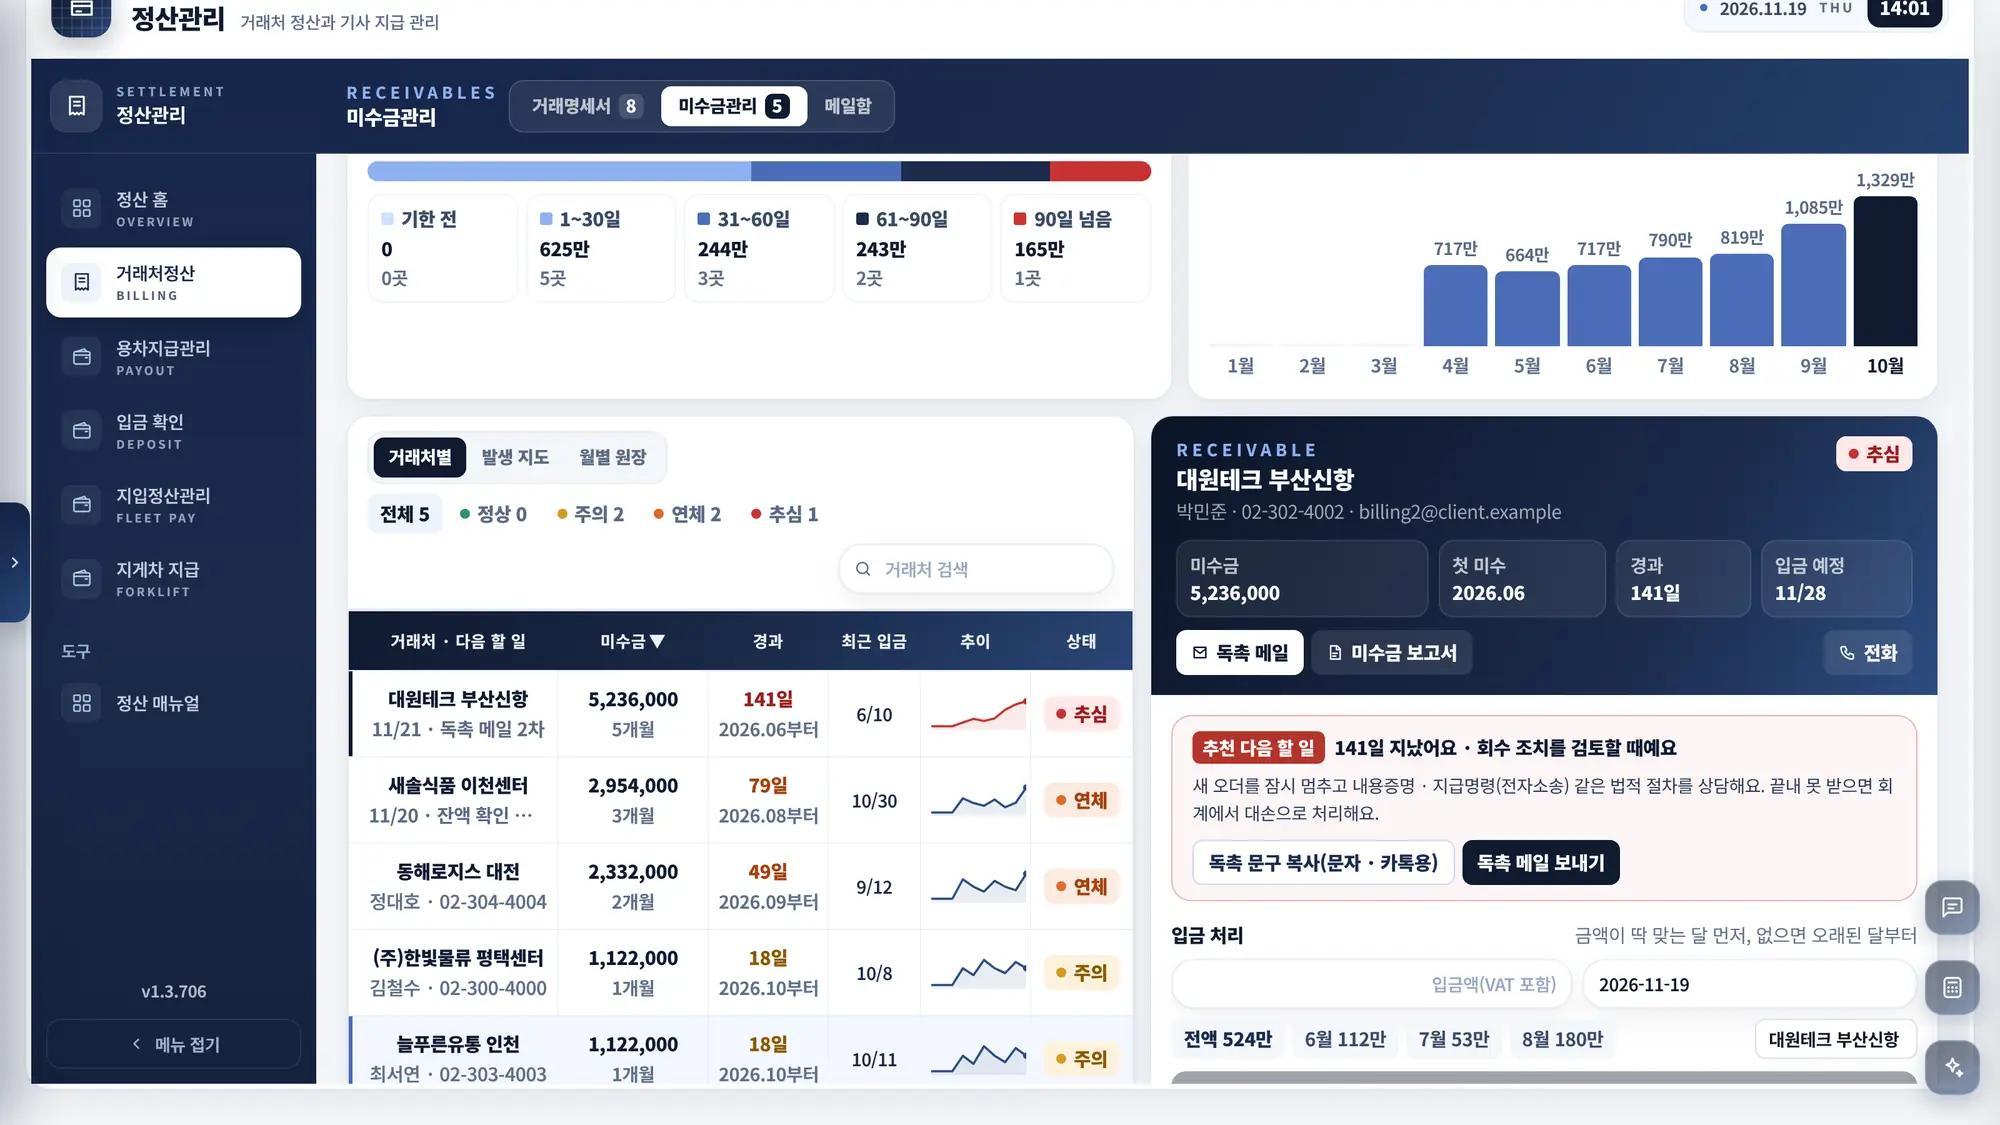 정산관리 거래처 정산과 기사 지급 관리
2026.11.19 THU 14:01
SETTLEMENT
정산관리
RECEIVABLES
미수금관리
거래명세서 8 미수금관리 5 메일함
정산 홈
OVERVIEW
거래처정산
BILLING
용차지급관리
PAYOUT
입금 확인
DEPOSIT
지입정산관리
FLEET PAY
지게차 지급
FORKLIFT
도구
정산 매뉴얼
v1.3.706
메뉴 접기
기한 전 1~30일 31~60일 61~90일 90일 넘음
0 625만 244만 243만 165만
0곳 5곳 3곳 2곳 1곳
717만 664만 717만 790만 819만 1,085만 1,329만
1월 2월 3월 4월 5월 6월 7월 8월 9월 10월
거래처별 발생 지도 월별 원장
전체 5 정상 0 주의 2 연체 2 추심 1
거래처 검색
거래처 · 다음 할 일 미수금▼ 경과 최근 입금 추이 상태
대원테크 부산신항 5,236,000 141일 6/10 추심
11/21 · 독촉 메일 2차 5개월 2026.06부터
새솔식품 이천센터 2,954,000 79일 10/30 연체
11/20 · 잔액 확인 ··· 3개월 2026.08부터
동해로지스 대전 2,332,000 49일 9/12 연체
정대호 · 02-304-4004 2개월 2026.09부터
(주)한빛물류 평택센터 1,122,000 18일 10/8 주의
김철수 · 02-300-4000 1개월 2026.10부터
늘푸른유통 인천 1,122,000 18일 10/11 주의
최서연 · 02-303-4003 1개월 2026.10부터
RECEIVABLE
대원테크 부산신항 추심
박민준 · 02-302-4002 · billing2@client.example
미수금 첫 미수 경과 입금 예정
5,236,000 2026.06 141일 11/28
독촉 메일 미수금 보고서 전화
추천 다음 할 일 141일 지났어요 · 회수 조치를 검토할 때예요
새 오더를 잠시 멈추고 내용증명 · 지급명령(전자소송) 같은 법적 절차를 상담해요. 끝내 못 받으면 회
계에서 대손으로 처리해요.
독촉 문구 복사(문자 · 카톡용) 독촉 메일 보내기
입금 처리 금액이 딱 맞는 달 먼저, 없으면 오래된 달부터
입금액(VAT 포함) 2026-11-19
전액 524만 6월 112만 7월 53만 8월 180만 대원테크 부산신항